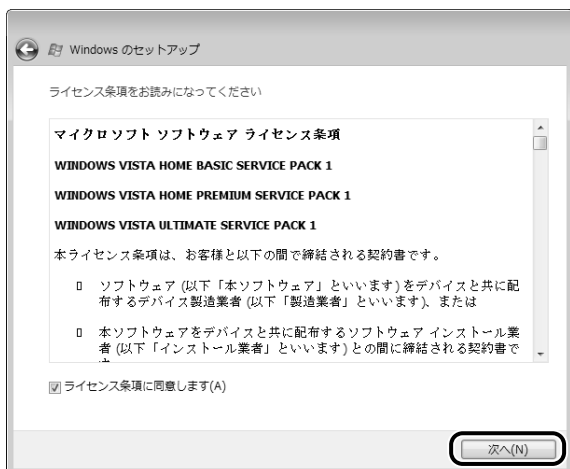 Windows のセットアップ
ライセンス条項をお読みになってください
マイクロソフト ソフトウェア ライセンス条項
WINDOWS VISTA HOME BASIC SERVICE PACK 1
WINDOWS VISTA HOME PREMIUM SERVICE PACK 1
WINDOWS VISTA ULTIMATE SERVICE PACK 1
本ライセンス条項は、お客様と以下の間で締結される契約書です。
ソフトウェア (以下「本ソフトウェア」といいます) をデバイスと共に配
布するデバイス製造業者 (以下「製造業者」といいます)、または
本ソフトウェアをデバイスと共に配布するソフトウェア インストール業
者 (以下「インストール業者」といいます) との間に締結される契約書で
ライセンス条項に同意します(A)
次へ(N)